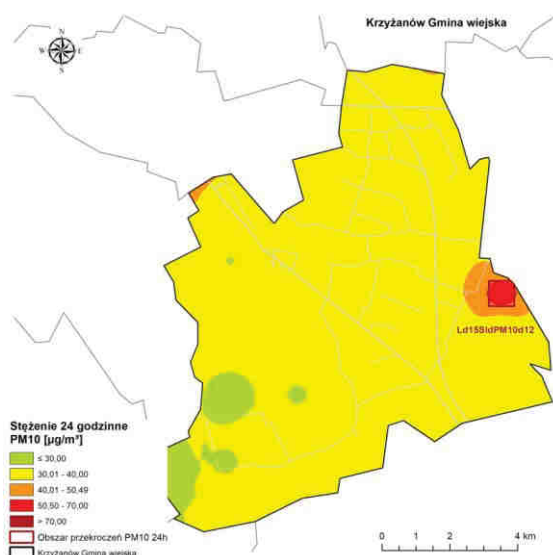 Krzyżanów Gmina wiejska
N
W E
S
Ld15SldPM10d12
Stężenie 24 godzinne
PM10 [µg/m³]
≤ 30,00
30,01 - 40,00
40,01 - 50,49
50,50 - 70,00
> 70,00
Obszar przekroczeń PM10 24h
Krzyżanów Gmina wiejska
0 1 2 4 km